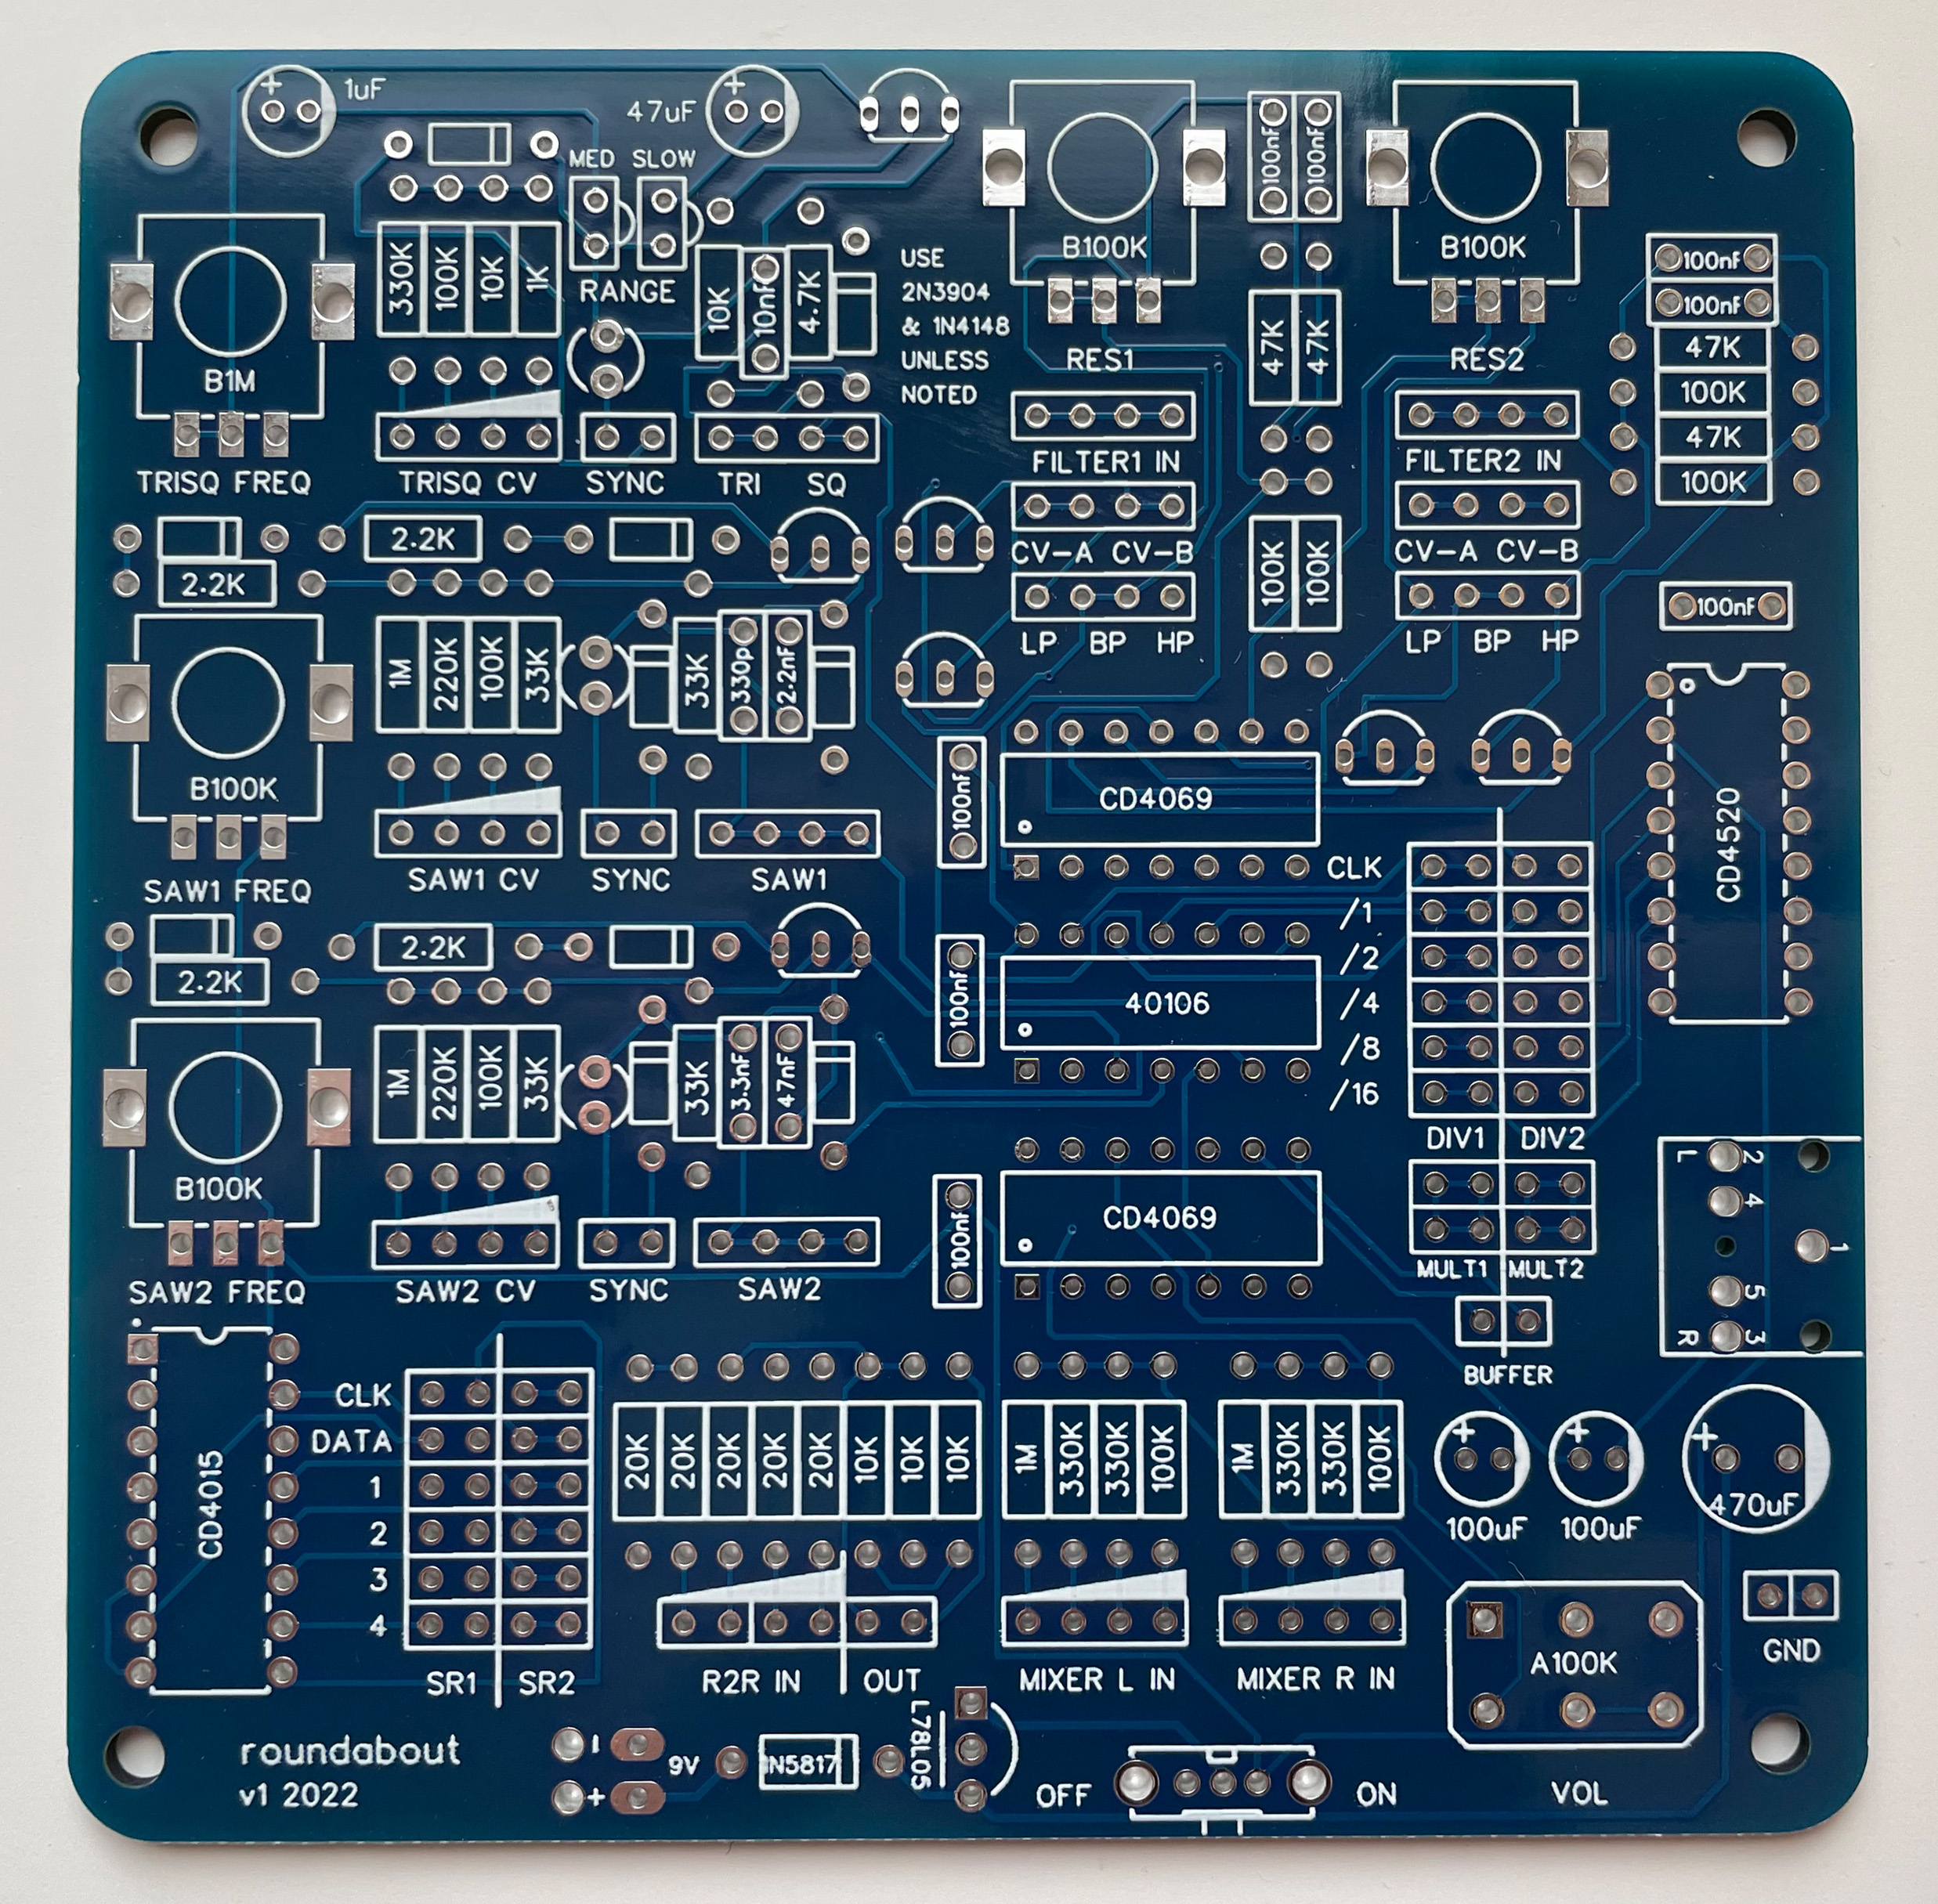 1uF
47uF
MED SLOW
330K
100K
10K
1K
RANGE
10K
10nF
4.7K
USE
2N3904
& 1N4148
UNLESS
NOTED
B1M
TRISQ FREQ
TRISQ CV
SYNC
TRI SQ
B100K
RES1
100nF
100nF
47K
47K
B100K
RES2
100nF
100nF
47K
100K
47K
100K
FILTER1 IN
CV-A CV-B
LP BP HP
100K
100K
FILTER2 IN
CV-A CV-B
LP BP HP
100nF
2.2K
2.2K
B100K
SAW1 FREQ
1M
220K
100K
33K
SAW1 CV
SYNC
33K
330p
2.2nF
SAW1
100nF
CD4069
CD4520
2.2K
2.2K
B100K
SAW2 FREQ
1M
220K
100K
33K
SAW2 CV
SYNC
33K
3.3nF
47nF
SAW2
100nF
40106
100nF
CD4069
CLK
/1
/2
/4
/8
/16
DIV1 DIV2
MULT1 MULT2
BUFFER
L 2
4
1
5
R 3
CD4015
CLK
DATA
1
2
3
4
SR1 SR2
20K
20K
20K
20K
20K
10K
10K
10K
R2R IN OUT
1M
330K
330K
100K
MIXER L IN
1M
330K
330K
100K
MIXER R IN
100uF
100uF
470uF
GND
A100K
VOL
roundabout
v1 2022
-
+
9V
1N5817
L78L05
OFF
ON